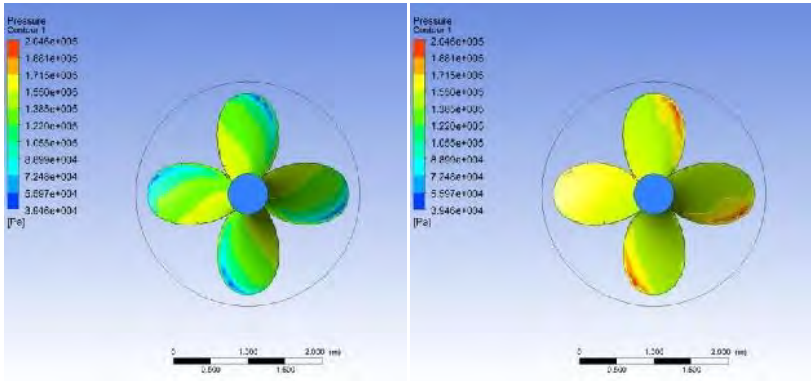 Pressure
Contour 1
2.046e+005
1.881e+005
1.715e+005
1.550e+005
1.385e+005
1.220e+005
1.055e+005
8.899e+004
7.248e+004
5.597e+004
3.946e+004
[Pa]
0
1.000
2.000
(m)
0.500
1.500
Pressure
Contour 1
2.046e+005
1.881e+005
1.715e+005
1.550e+005
1.385e+005
1.220e+005
1.055e+005
8.899e+004
7.248e+004
5.597e+004
3.946e+004
[Pa]
0
1.000
2.000
(m)
0.500
1.500